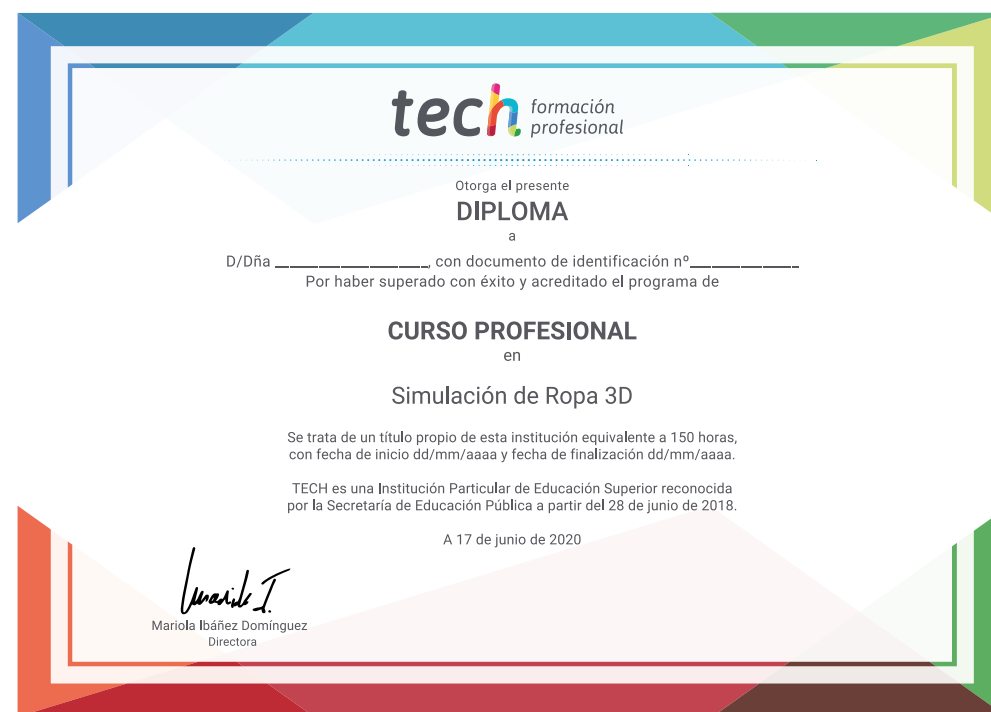 tech formación
profesional
Otorga el presente
DIPLOMA
a
D/Dña ______________________, con documento de identificación nº_______________
Por haber superado con éxito y acreditado el programa de
CURSO PROFESIONAL
en
Simulación de Ropa 3D
Se trata de un título propio de esta institución equivalente a 150 horas,
con fecha de inicio dd/mm/aaaa y fecha de finalización dd/mm/aaaa.
TECH es una Institución Particular de Educación Superior reconocida
por la Secretaría de Educación Pública a partir del 28 de junio de 2018.
A 17 de junio de 2020
Mariola Ibáñez Domínguez
Directora